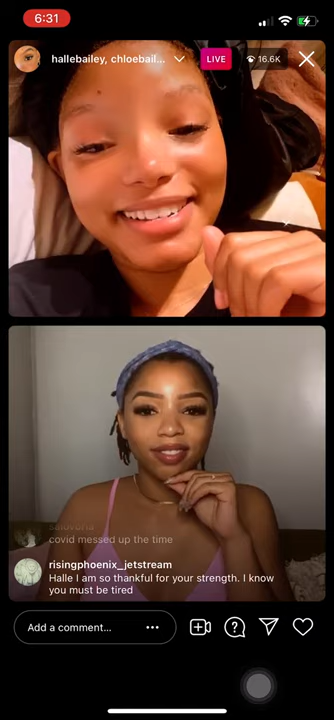 6:31
hallebailey, chloebail...
LIVE
16.6K
covid messed up the time
risingphoenix_jetstream
Halle I am so thankful for your strength. I know
you must be tired
Add a comment...